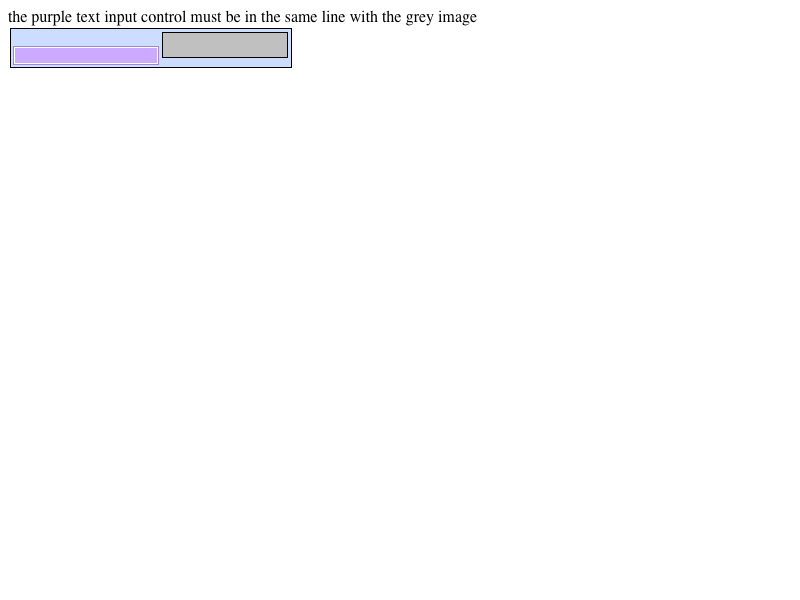 the purple text input control must be in the same line with the grey image